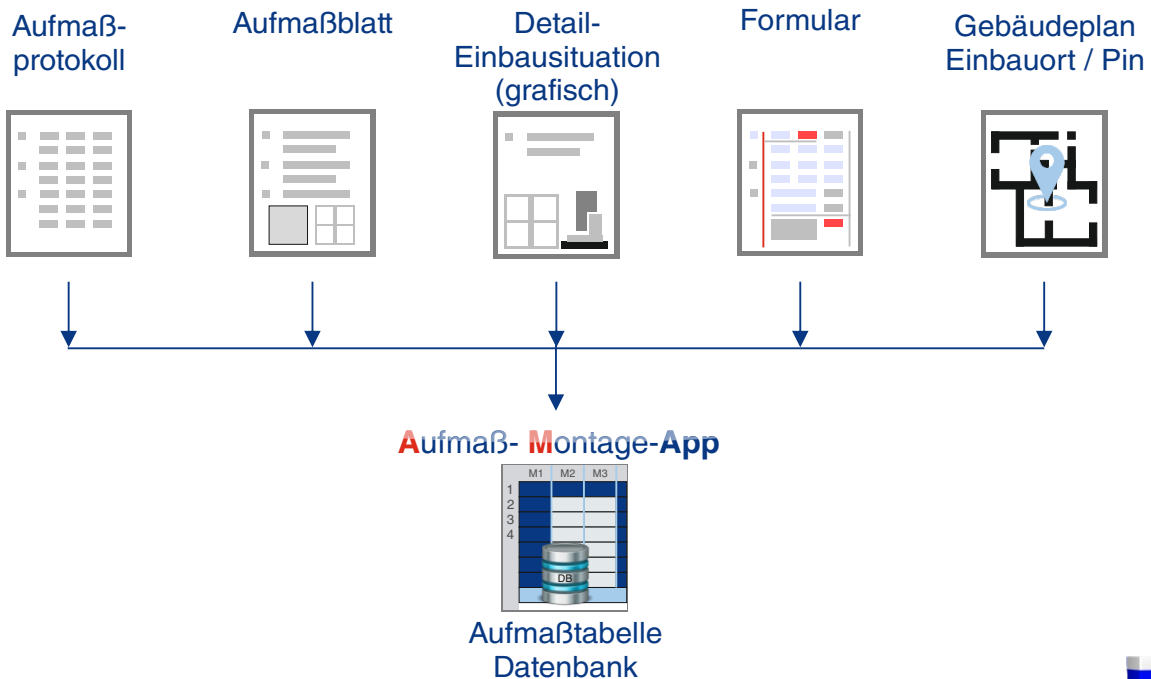 Aufmaß-
protokoll
Aufmaßblatt
Detail-
Einbausituation
(grafisch)
Formular
Gebäudeplan
Einbauort / Pin
Aufmaß- Montage-App
M1 M2 M3
1
2
3
4
DB
Aufmaßtabelle
Datenbank